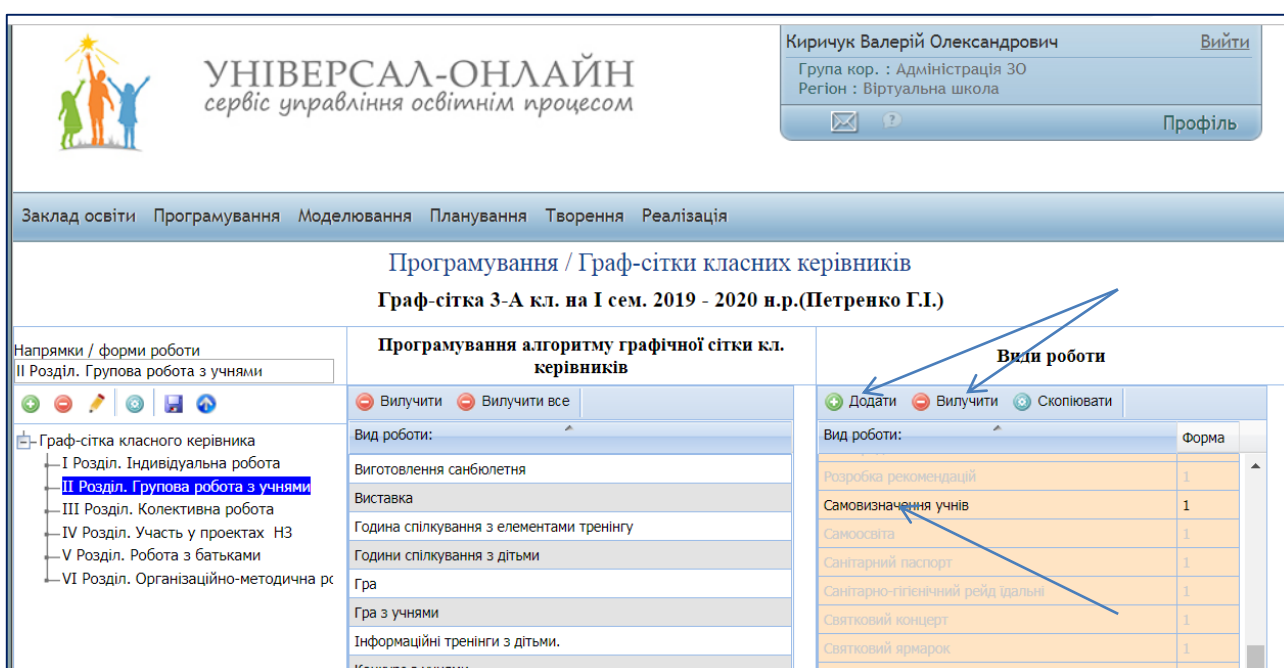 УНІВЕРСАЛ-ОНЛАЙН
сервіс управління освітнім процесом
Киричук Валерій Олександрович Вийти
Група кор. : Адміністрація ЗО
Регіон : Віртуальна школа
Профіль
Заклад освіти Програмування Моделювання Планування Творення Реалізація
Програмування / Граф-сітки класних керівників
Граф-сітка 3-А кл. на І сем. 2019 - 2020 н.р.(Петренко Г.І.)
Напрямки / форми роботи
ІІ Розділ. Групова робота з учнями
Граф-сітка класного керівника
І Розділ. Індивідуальна робота
ІІ Розділ. Групова робота з учнями
ІІІ Розділ. Колективна робота
IV Розділ. Участь у проектах НЗ
V Розділ. Робота з батьками
VI Розділ. Організаційно-методична
Програмування алгоритму графічної сітки кл.
керівників
Вилучити Вилучити все
Вид роботи:
Виготовлення санбюлетня
Виставка
Година спілкування з елементами тренінгу
Години спілкування з дітьми
Гра
Гра з учнями
Інформаційні тренінги з дітьми.
Види роботи
Додати Вилучити Скопіювати
Вид роботи: Форма
Розробка рекомендацій 1
Самовизначення учнів 1
Самоосвіта 1
Санітарний паспорт 1
Санітарно-гігієнічний рейд їдальні 1
Святковий концерт 1
Святковий ярмарок 1